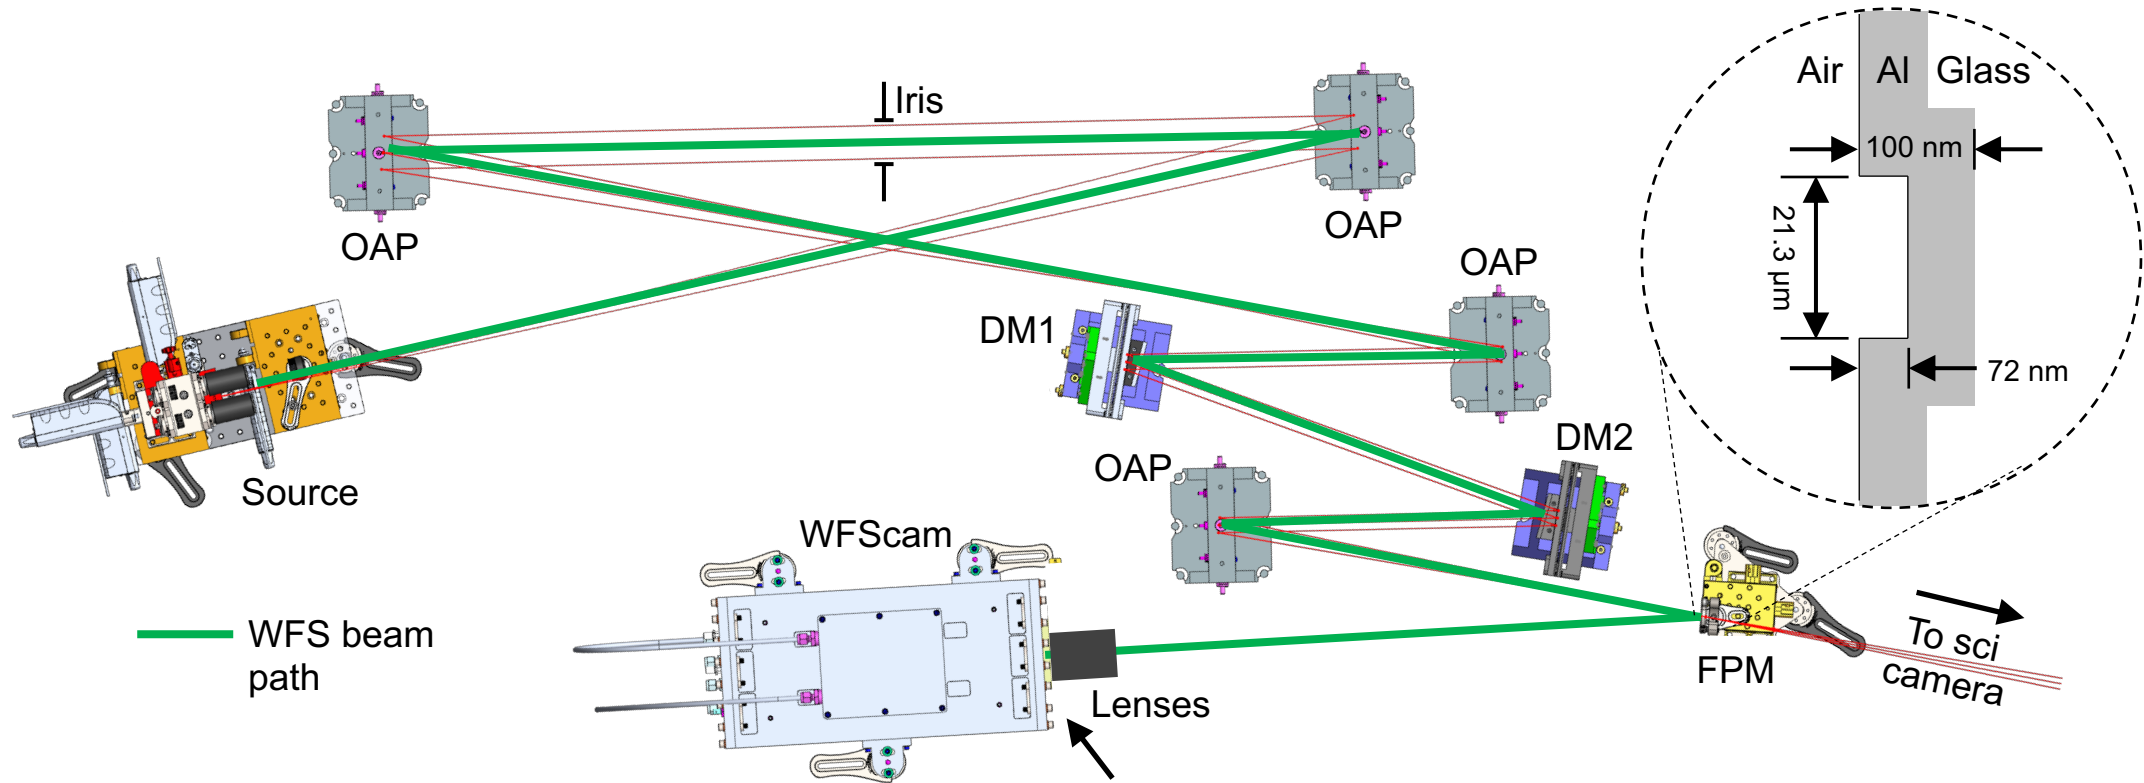 Iris
Air Al Glass
100 nm
OAP
OAP
21.3 µm
OAP
DM1
72 nm
DM2
OAP
Source
WFScam
WFS beam
path
To sci
camera
FPM
Lenses